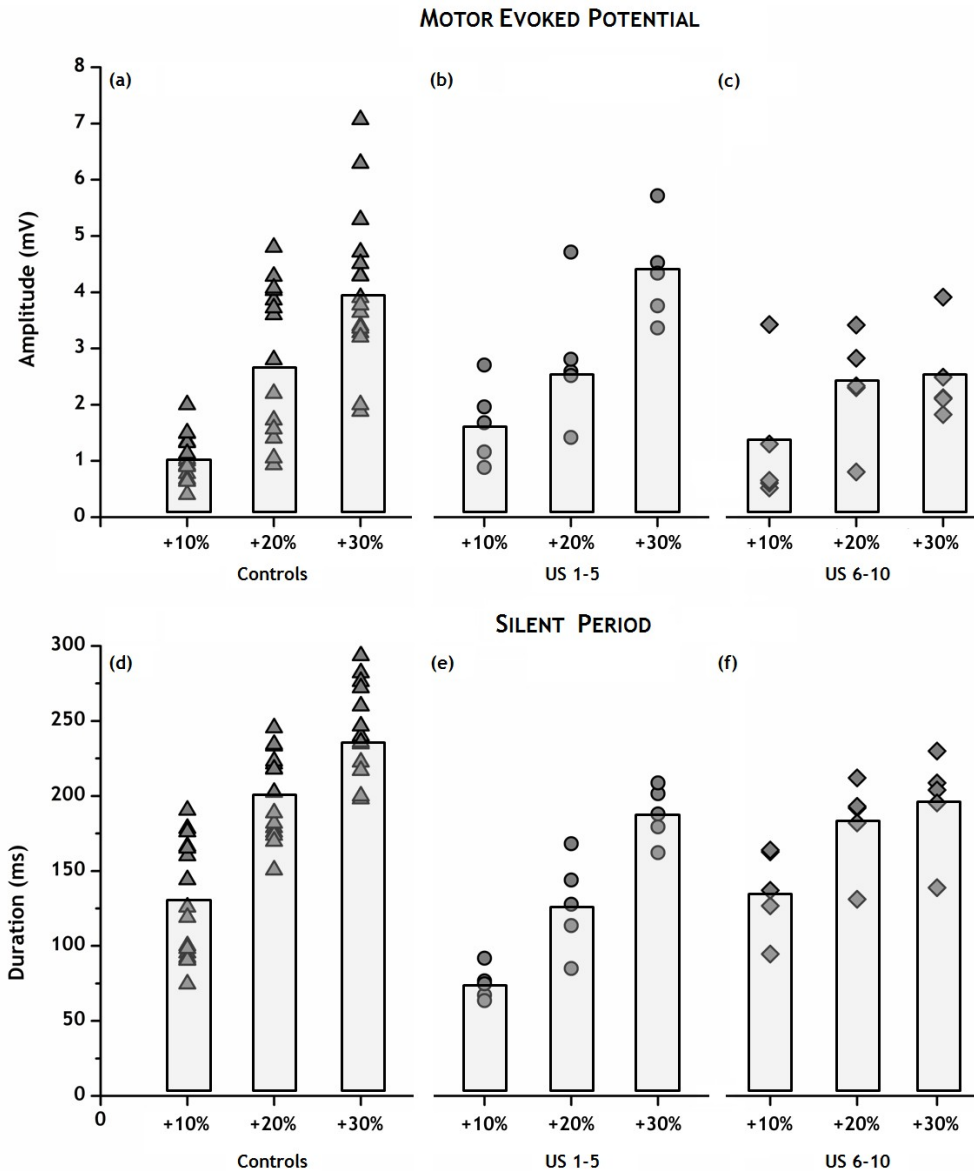 MOTOR EVOKED POTENTIAL
(a) (b) (c)
Amplitude (mV)
8
7
6
5
4
3
2
1
0
+10% +20% +30% +10% +20% +30% +10% +20% +30%
Controls US 1-5 US 6-10
SILENT PERIOD
(d) (e) (f)
Duration (ms)
300
250
200
150
100
50
0
0 +10% +20% +30% +10% +20% +30% +10% +20% +30%
Controls US 1-5 US 6-10